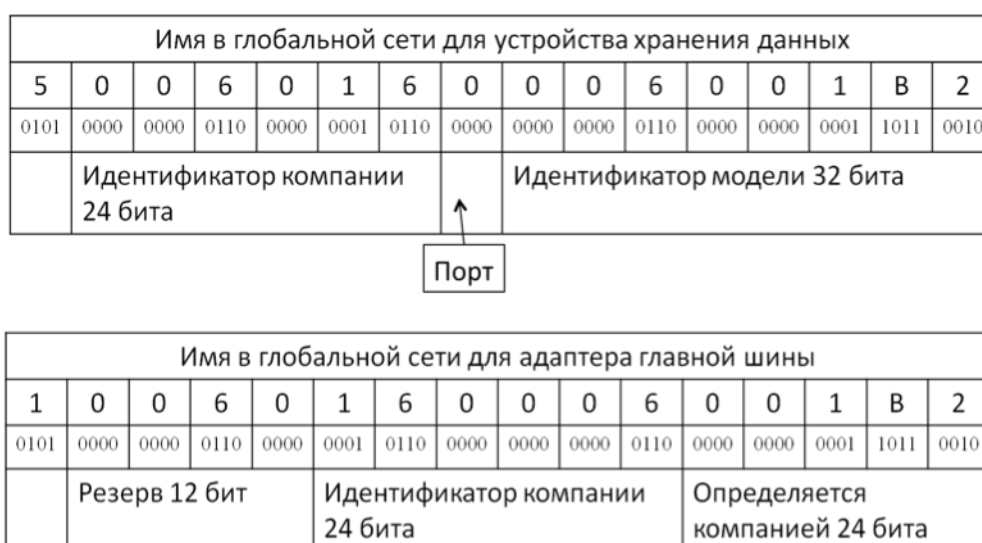 Имя в глобальной сети для устройства хранения данных
5 0 0 6 0 1 6 0 0 0 6 0 0 1 B 2
0101 0000 0000 0110 0000 0001 0110 0000 0000 0000 0110 0000 0000 0001 1011 0010
Идентификатор компании Идентификатор модели 32 бита
24 бита
Порт
Имя в глобальной сети для адаптера главной шины
1 0 0 6 0 1 6 0 0 0 6 0 0 1 B 2
0101 0000 0000 0110 0000 0001 0110 0000 0000 0000 0110 0000 0000 0001 1011 0010
Резерв 12 бит Идентификатор компании Определяется
24 бита компанией 24 бита